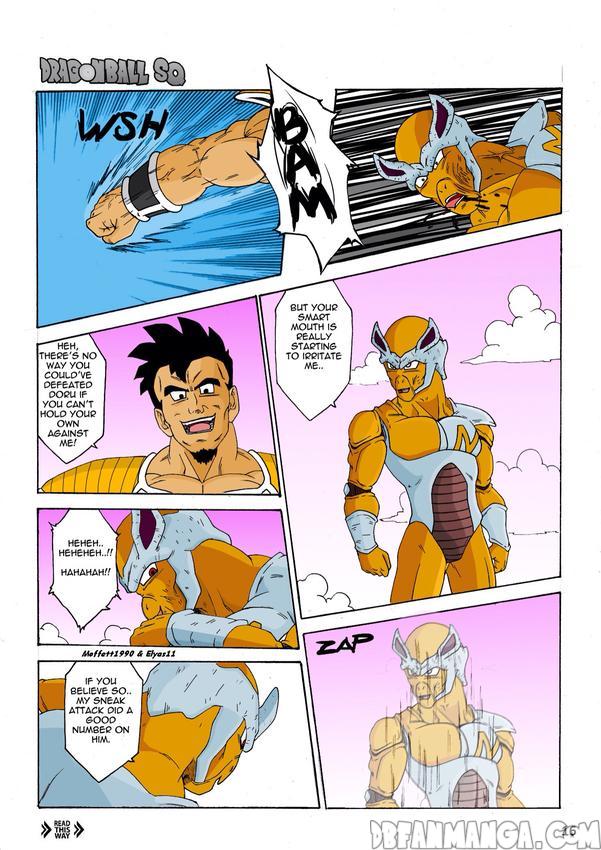 DRAGONBALL SQ
WSH
BAM
HEH,
THERE'S NO
WAY YOU
COULD'VE
DEFEATED
DORU IF
YOU CAN'T
HOLD YOUR
OWN
AGAINST
ME!
HEHEH..
HEHEHEH..!!
HAHAHAH!!
Moffett1990 & Elyas11
IF YOU
BELIEVE SO..
MY SNEAK
ATTACK DID A
GOOD
NUMBER ON
HIM.
BUT YOUR
SMART
MOUTH IS
REALLY
STARTING
TO IRRITATE
ME..
N
ZAP
N
READ
THIS
WAY
16
DBFANMANGA.COM